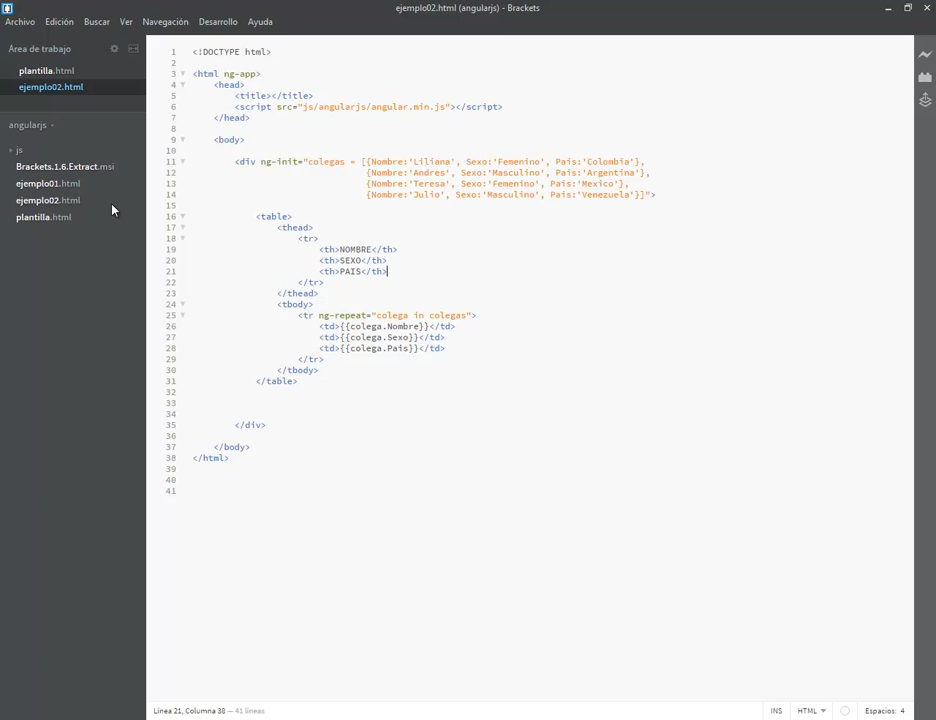 ejemplo02.html (angularjs) - Brackets
Archivo Edición Buscar Ver Navegación Desarrollo Ayuda
Área de trabajo
plantilla.html
ejemplo02.html
angularjs
js
Brackets.1.6.Extract.msi
ejemplo01.html
ejemplo02.html
plantilla.html
1 <!DOCTYPE html>
2
3 <html ng-app>
4 <head>
5 <title></title>
6 <script src="js/angularjs/angular.min.js"></script>
7 </head>
8
9 <body>
10
11 <div ng-init="colegas = [{Nombre:'Liliana', Sexo:'Femenino', Pais:'Colombia'},
12 {Nombre:'Andres', Sexo:'Masculino', Pais:'Argentina'},
13 {Nombre:'Teresa', Sexo:'Femenino', Pais:'Mexico'},
14 {Nombre:'Julio', Sexo:'Masculino', Pais:'Venezuela'}]">
15
16 <table>
17 <thead>
18 <tr>
19 <th>NOMBRE</th>
20 <th>SEXO</th>
21 <th>PAIS</th>
22 </tr>
23 </thead>
24 <tbody>
25 <tr ng-repeat="colega in colegas">
26 <td>{{colega.Nombre}}</td>
27 <td>{{colega.Sexo}}</td>
28 <td>{{colega.Pais}}</td>
29 </tr>
30 </tbody>
31 </table>
32
33
34
35 </div>
36
37 </body>
38 </html>
39
40
41
Línea 21, Columna 38 — 41 líneas INS HTML Espacios: 4